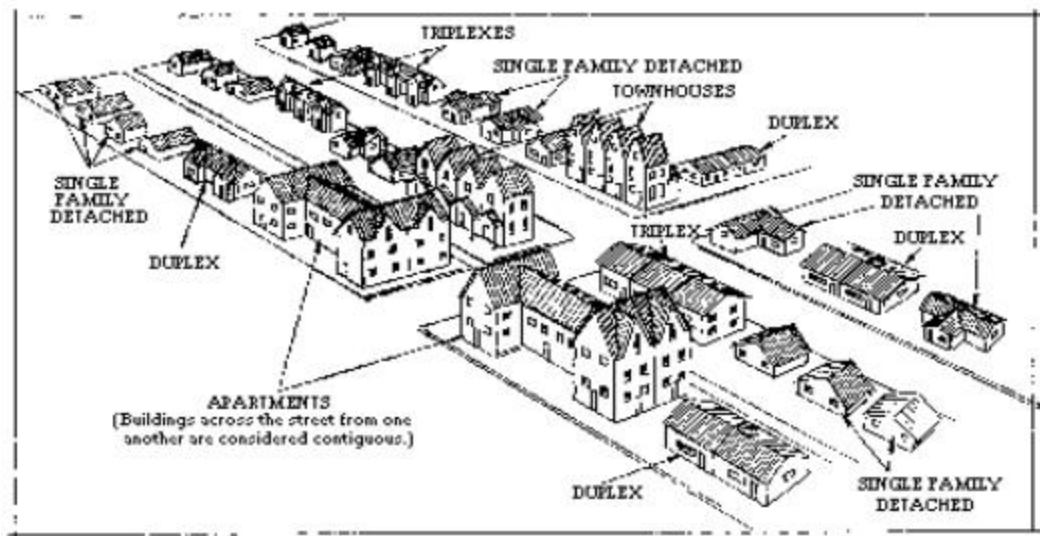 TRIPLEXES
SINGLE FAMILY DETACHED
TOWNHOUSES
DUPLEX
SINGLE FAMILY
DETACHED
DUPLEX
TRIPLEX
SINGLE
FAMILY
DETACHED
DUPLEX
APARTMENTS
(Buildings across the street from one
another are considered contiguous.)
DUPLEX
SINGLE FAMILY
DETACHED